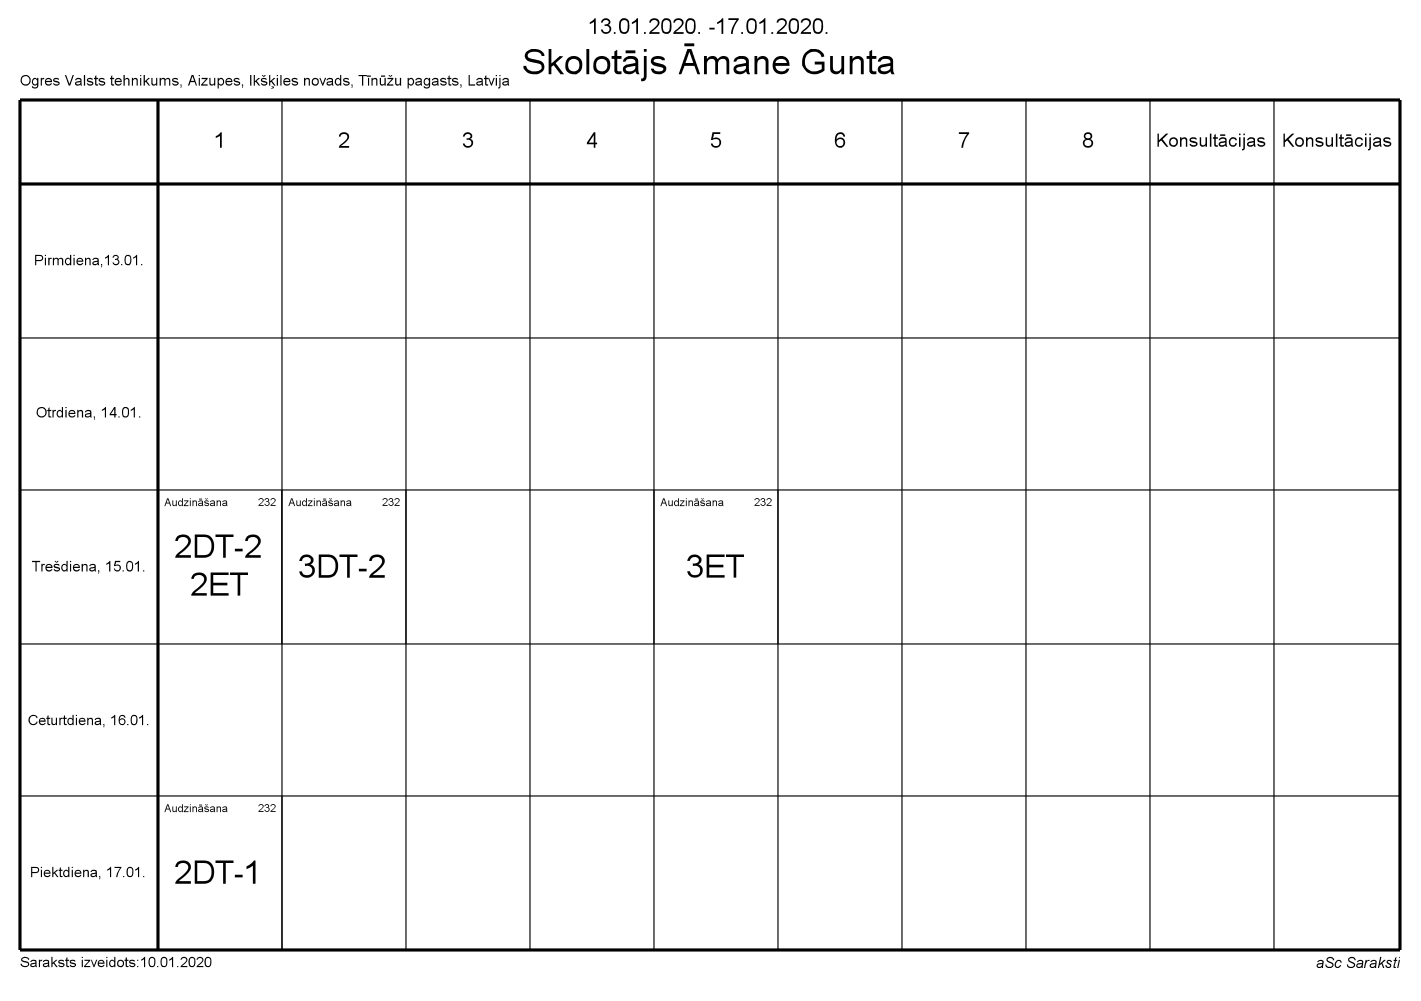 13.01.2020. -17.01.2020.
Skolotājs Āmane Gunta
Ogres Valsts tehnikums, Aizupes, Ikšķiles novads, Tīnūžu pagasts, Latvija
1 2 3 4 5 6 7 8 Konsultācijas Konsultācijas
Pirmdiena,13.01.
Otrdiena, 14.01.
Trešdiena, 15.01.
Audzināšana 232
2DT-2
2ET
Audzināšana 232
3DT-2
Audzināšana 232
3ET
Ceturtdiena, 16.01.
Piektdiena, 17.01.
Audzināšana 232
2DT-1
Saraksts izveidots:10.01.2020
aSc Saraksti